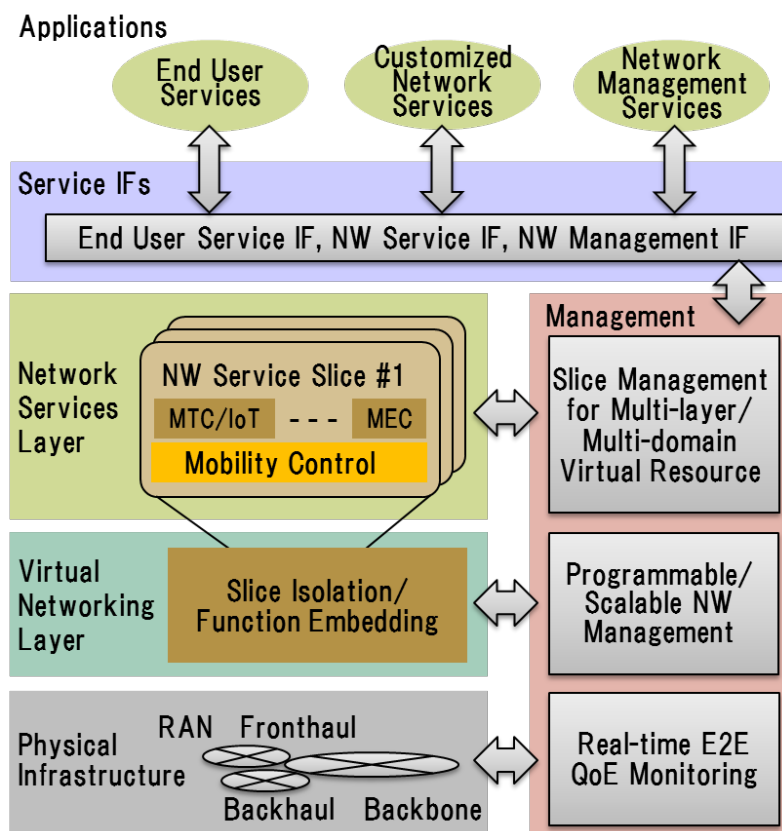 Applications
End User
Services
Customized
Network
Services
Network
Management
Services
Service IFs
End User Service IF, NW Service IF, NW Management IF
Network
Services
Layer
NW Service Slice #1
MTC/IoT - - - MEC
Mobility Control
Management
Slice Management
for Multi-layer/
Multi-domain
Virtual Resource
Virtual
Networking
Layer
Slice Isolation/
Function Embedding
Programmable/
Scalable NW
Management
Physical
Infrastructure
RAN Fronthaul
Backhaul Backbone
Real-time E2E
QoE Monitoring